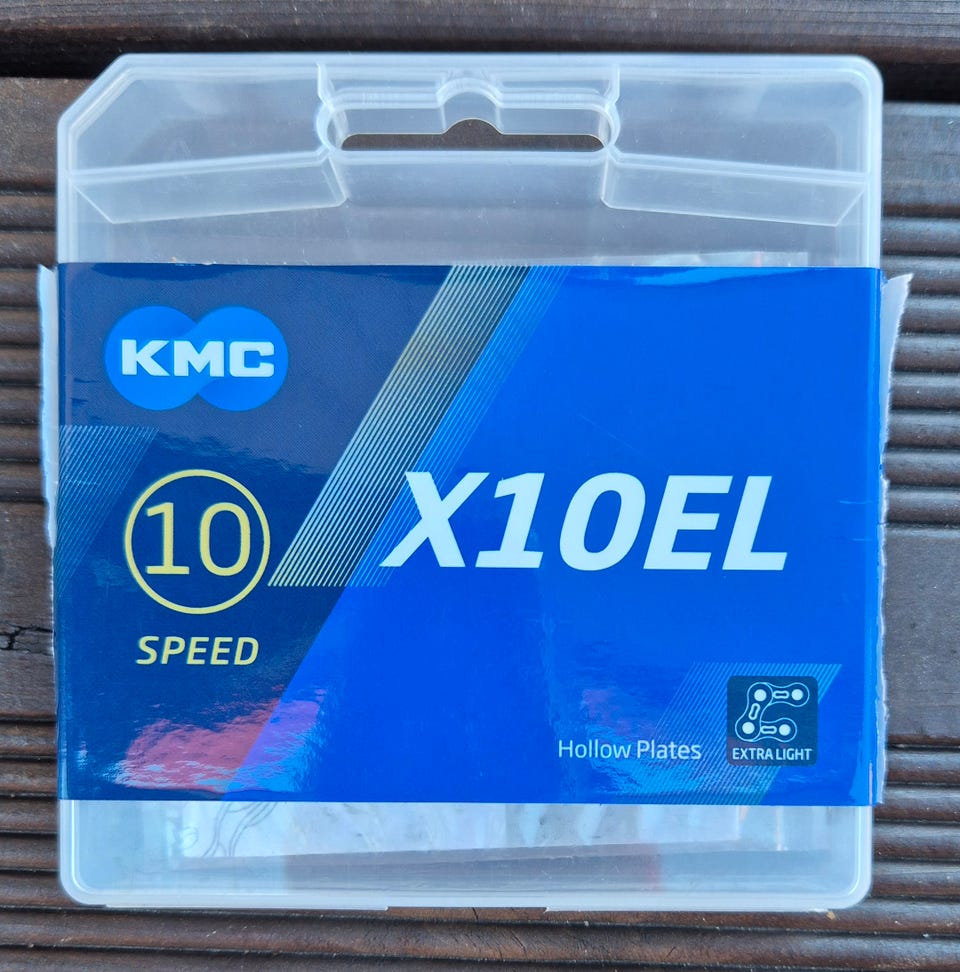 KMC
10
SPEED
X10EL
Hollow Plates
EXTRA LIGHT